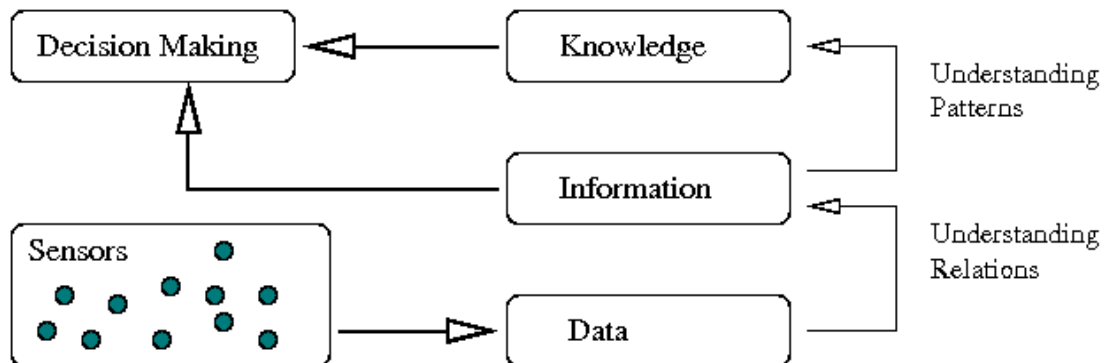 Decision Making
Knowledge
Understanding
Patterns
Information
Sensors
Understanding
Relations
Data